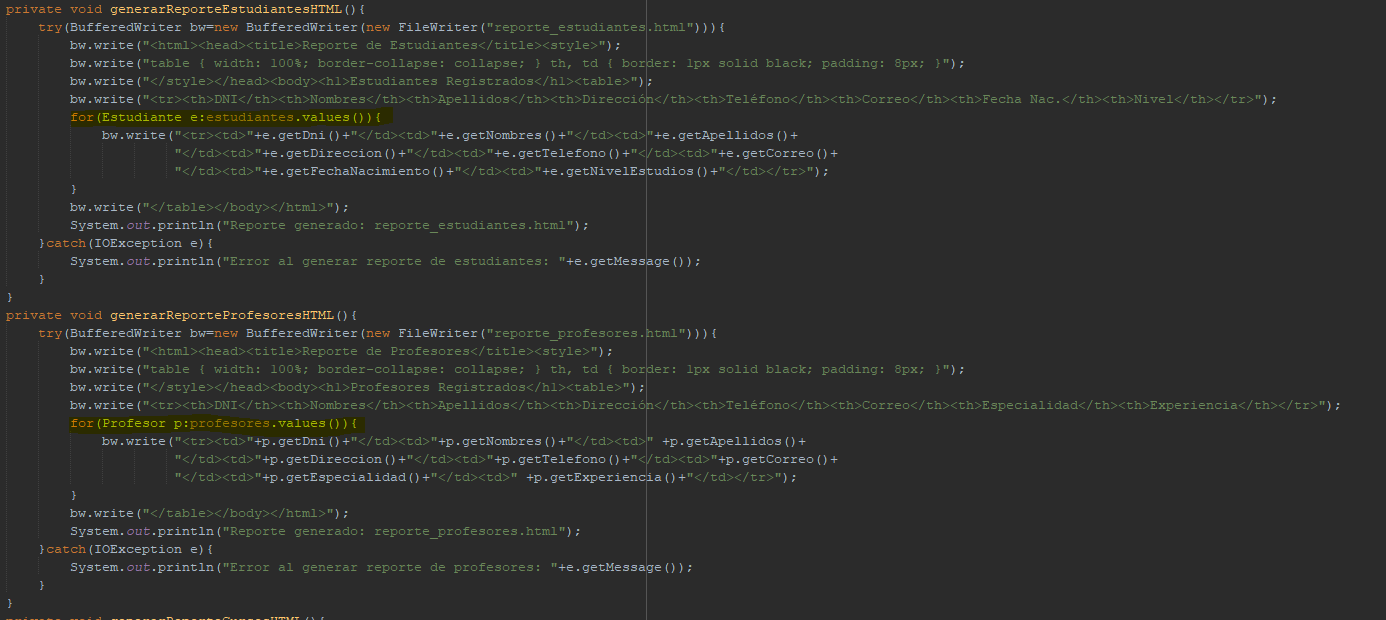 private void generarReporteEstudiantesHTML(){
    try(BufferedWriter bw=new BufferedWriter(new FileWriter("reporte_estudiantes.html"))){
        bw.write("<html><head><title>Reporte de Estudiantes</title><style>");
        bw.write("table { width: 100%; border-collapse: collapse; } th, td { border: 1px solid black; padding: 8px; }");
        bw.write("</style></head><body><h1>Estudiantes Registrados</h1><table>");
        bw.write("<tr><th>DNI</th><th>Nombres</th><th>Apellidos</th><th>Dirección</th><th>Teléfono</th><th>Correo</th><th>Fecha Nac.</th><th>Nivel</th></tr>");
        for(Estudiante e:estudiantes.values()){
            bw.write("<tr><td>"+e.getDni()+"</td><td>"+e.getNombres()+"</td><td>"+e.getApellidos()+
                     "</td><td>"+e.getDireccion()+"</td><td>"+e.getTelefono()+"</td><td>"+e.getCorreo()+
                     "</td><td>"+e.getFechaNacimiento()+"</td><td>"+e.getNivelEstudios()+"</td></tr>");
        }
        bw.write("</table></body></html>");
        System.out.println("Reporte generado: reporte_estudiantes.html");
    }catch(IOException e){
        System.out.println("Error al generar reporte de estudiantes: "+e.getMessage());
    }
}
private void generarReporteProfesoresHTML(){
    try(BufferedWriter bw=new BufferedWriter(new FileWriter("reporte_profesores.html"))){
        bw.write("<html><head><title>Reporte de Profesores</title><style>");
        bw.write("table { width: 100%; border-collapse: collapse; } th, td { border: 1px solid black; padding: 8px; }");
        bw.write("</style></head><body><h1>Profesores Registrados</h1><table>");
        bw.write("<tr><th>DNI</th><th>Nombres</th><th>Apellidos</th><th>Dirección</th><th>Teléfono</th><th>Correo</th><th>Especialidad</th><th>Experiencia</th></tr>");
        for(Profesor p:profesores.values()){
            bw.write("<tr><td>"+p.getDni()+"</td><td>"+p.getNombres()+"</td><td>" +p.getApellidos()+
                     "</td><td>"+p.getDireccion()+"</td><td>"+p.getTelefono()+"</td><td>"+p.getCorreo()+
                     "</td><td>"+p.getEspecialidad()+"</td><td>" +p.getExperiencia()+"</td></tr>");
        }
        bw.write("</table></body></html>");
        System.out.println("Reporte generado: reporte_profesores.html");
    }catch(IOException e){
        System.out.println("Error al generar reporte de profesores: "+e.getMessage());
    }
}